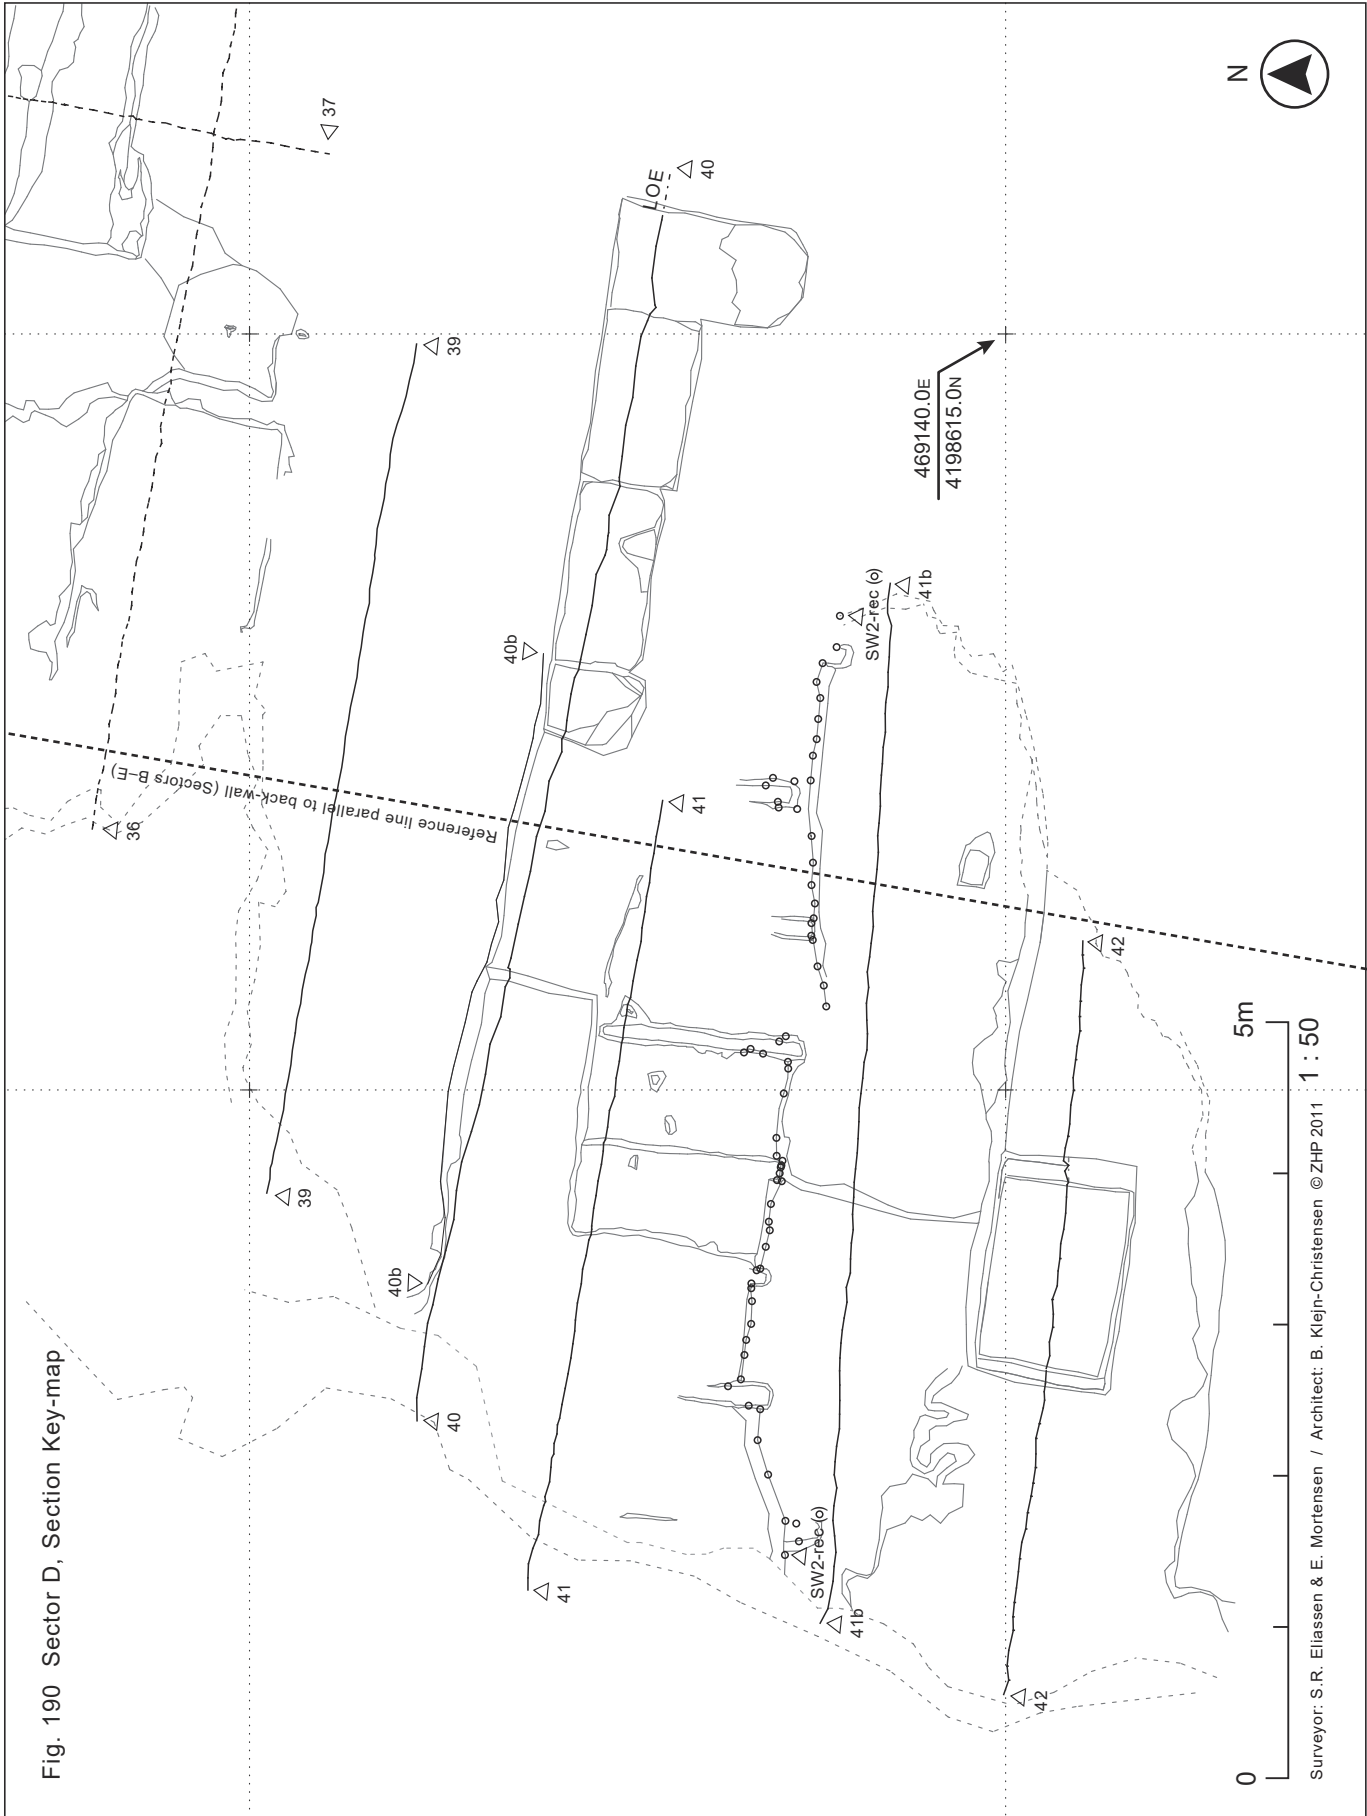 Fig. 190 Sector D, Section Key-map
N
37
36
Reference line parallel to back-wall (Sectors B–E)
39
39
LOE
40
40b
40b
40
41
41
469140.0E
4198615.0N
SW2-rec (o)
41b
SW2-rec (o)
41b
42
42
0
5m
1 : 50
Surveyor: S.R. Eliassen & E. Mortensen / Architect: B. Klejn-Christensen ©ZHP 2011